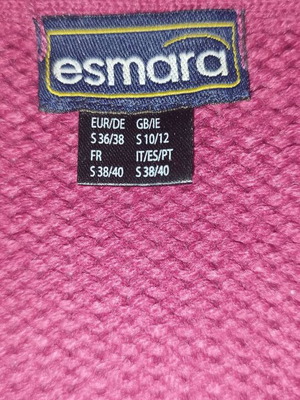 esmara
EUR/DE GB/IE
S 36/38 S 10/12
FR IT/ES/PT
S 38/40 S 38/40